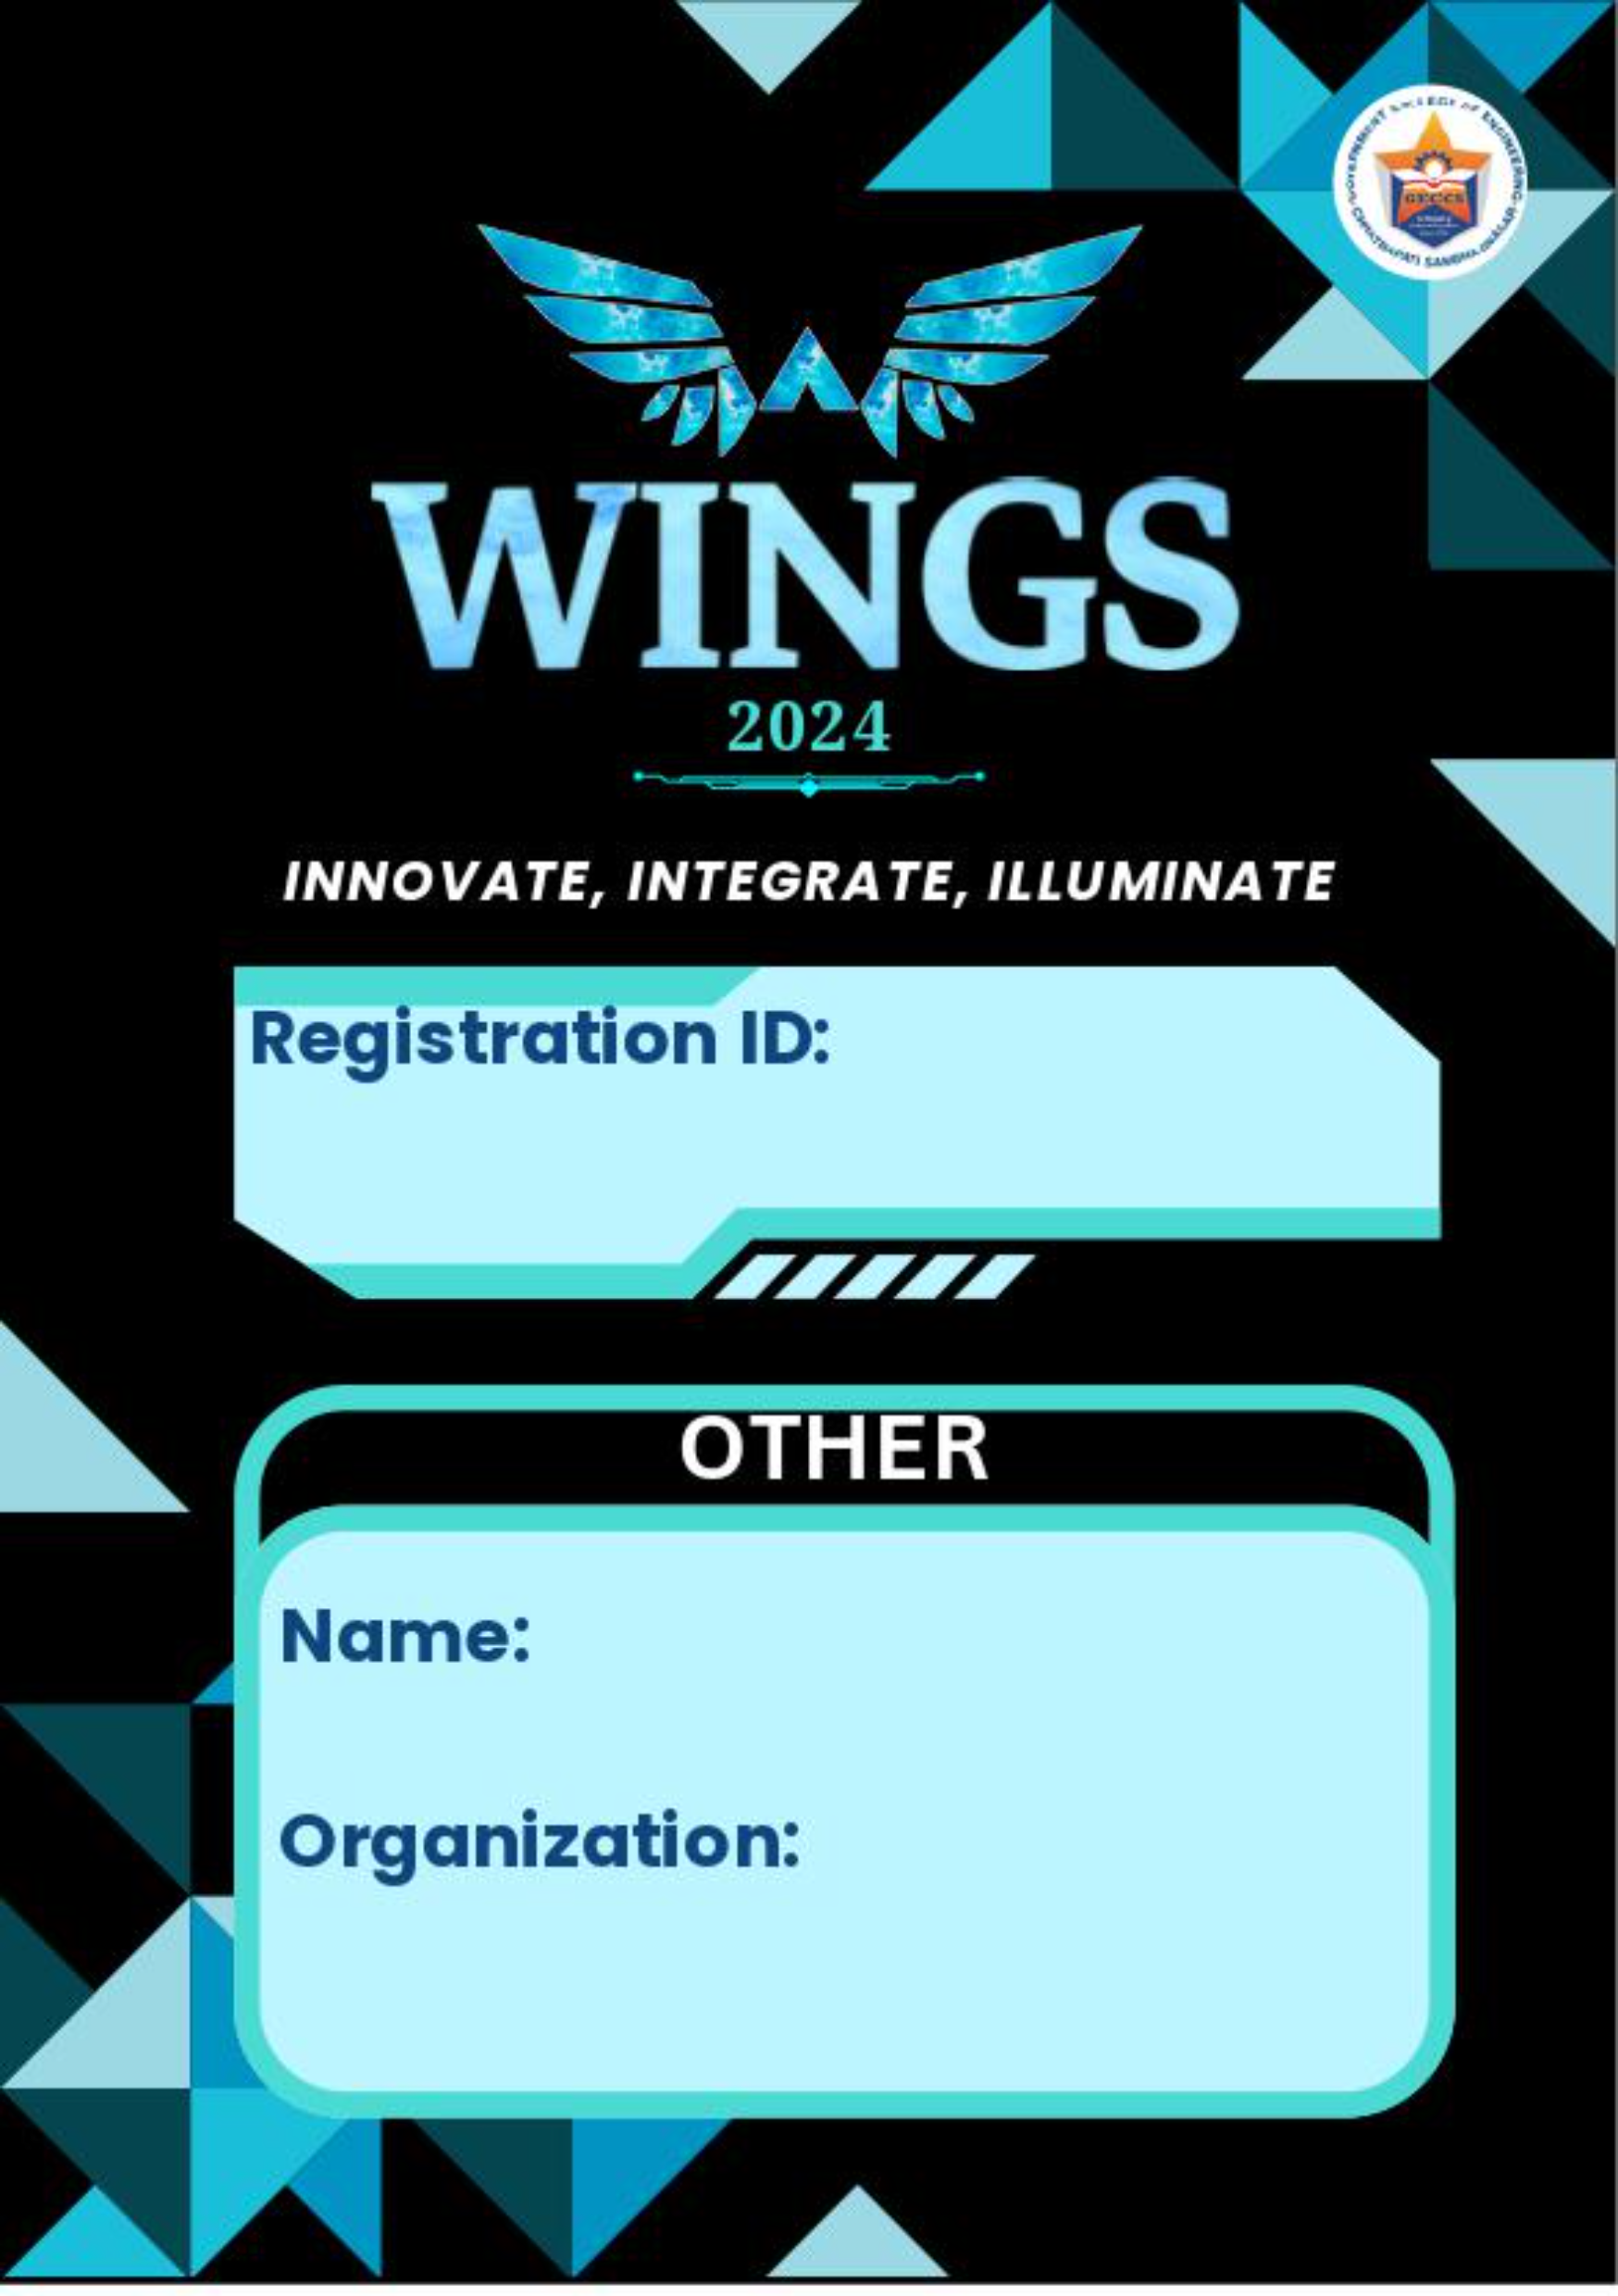 GOVERNMENT COLLEGE OF ENGINEERING
CHHATRAPATI SAMBHAJINAGAR
GECCS
WINGS
2024
INNOVATE, INTEGRATE, ILLUMINATE
Registration ID:
OTHER
Name:
Organization: